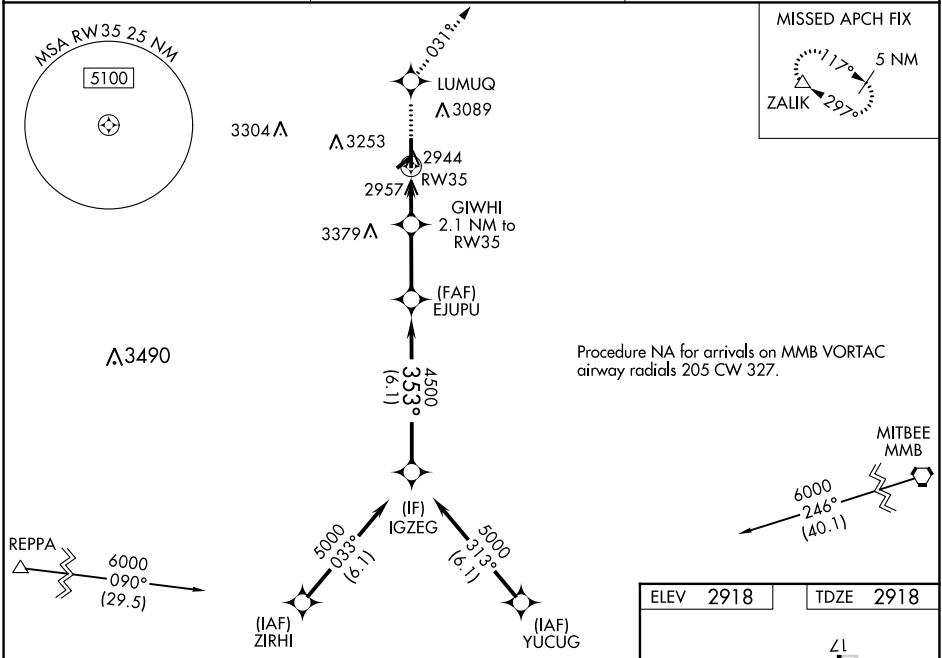 MSA RW35 25 NM
5100
031°
LUMUQ
3089
3304
3253
2944
RW35
2957
GIWHI
2.1 NM to
RW35
3379
(FAF)
EJUPU
3490
4500
353°
(6.1)
(IF)
IGZEG
5000
033°
(6.1)
5000
313°
(6.1)
(IAF)
ZIRHI
(IAF)
YUCUG
REPPA
6000
090°
(29.5)
MISSED APCH FIX
5 NM
117°
ZALIK
297°
Procedure NA for arrivals on MMB VORTAC
airway radials 205 CW 327.
MITBEE
MMB
6000
246°
(40.1)
ELEV 2918
TDZE 2918
17